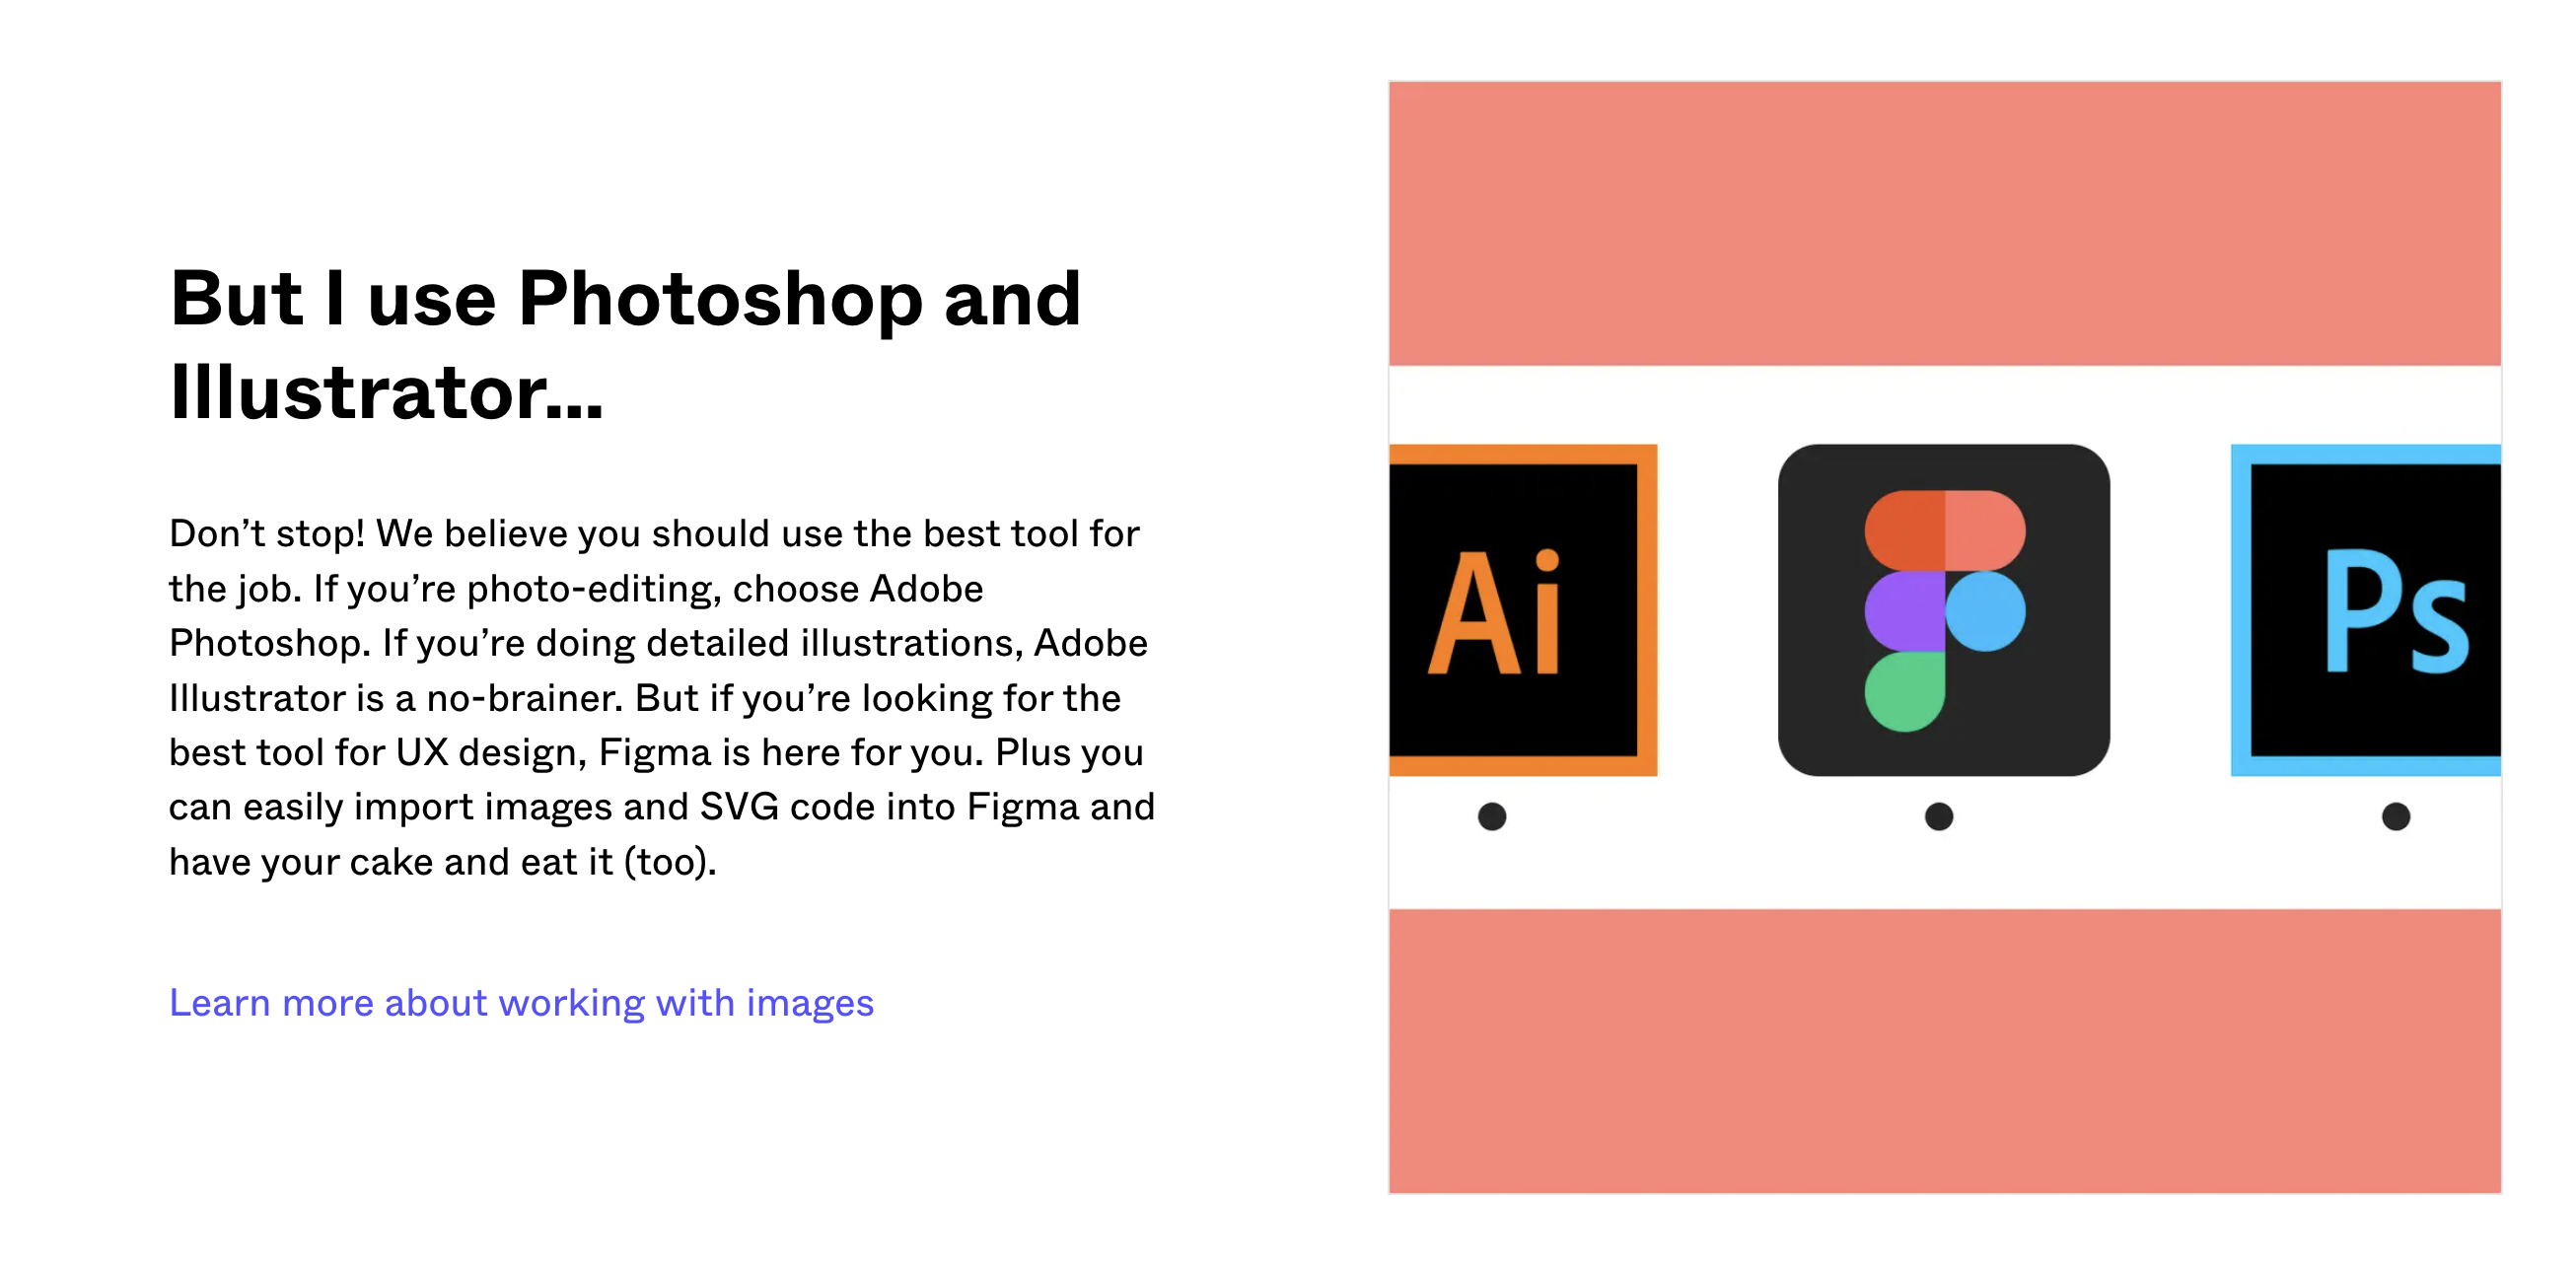 But I use Photoshop and
Illustrator...
Don’t stop! We believe you should use the best tool for
the job. If you’re photo-editing, choose Adobe
Photoshop. If you’re doing detailed illustrations, Adobe
Illustrator is a no-brainer. But if you’re looking for the
best tool for UX design, Figma is here for you. Plus you
can easily import images and SVG code into Figma and
have your cake and eat it (too).
Learn more about working with images
Ai
Ps